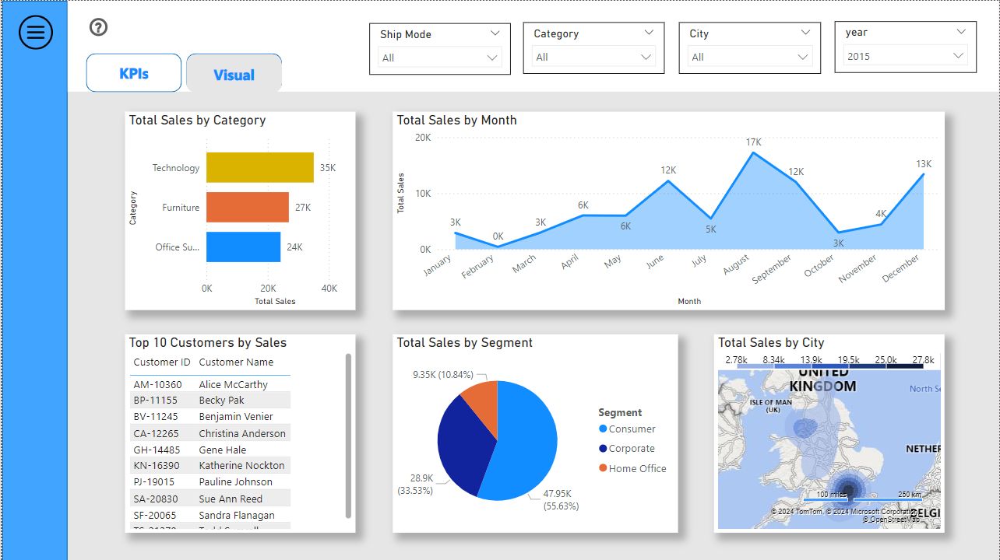 KPIs
Visual
Ship Mode
All
Category
All
City
All
year
2015
Total Sales by Category
Category
Technology
35K
Furniture
27K
Office Su...
24K
0K 20K 40K
Total Sales
Total Sales by Month
Total Sales
20K
10K
0K
3K
0K
3K
6K
6K
12K
5K
17K
12K
3K
4K
13K
January February March April May June July August September October November December
Month
Top 10 Customers by Sales
Customer ID Customer Name
AM-10360 Alice McCarthy
BP-11155 Becky Pak
BV-11245 Benjamin Venier
CA-12265 Christina Anderson
GH-14485 Gene Hale
KN-16390 Katherine Nockton
PJ-19015 Pauline Johnson
SA-20830 Sue Ann Reed
SF-20065 Sandra Flanagan
Total Sales by Segment
9.35K (10.84%)
28.9K
(33.53%)
47.95K
(55.63%)
Segment
Consumer
Corporate
Home Office
Total Sales by City
2.78k 8.34k 13.9k 19.5k 25.0k 27.8k
UNITED
KINGDOM
North Se
ISLE OF MAN
(UK)
NETHER
100 miles 250 km
© 2024 TomTom, © 2024 Microsoft Corporation
© OpenStreetMap
BELGI